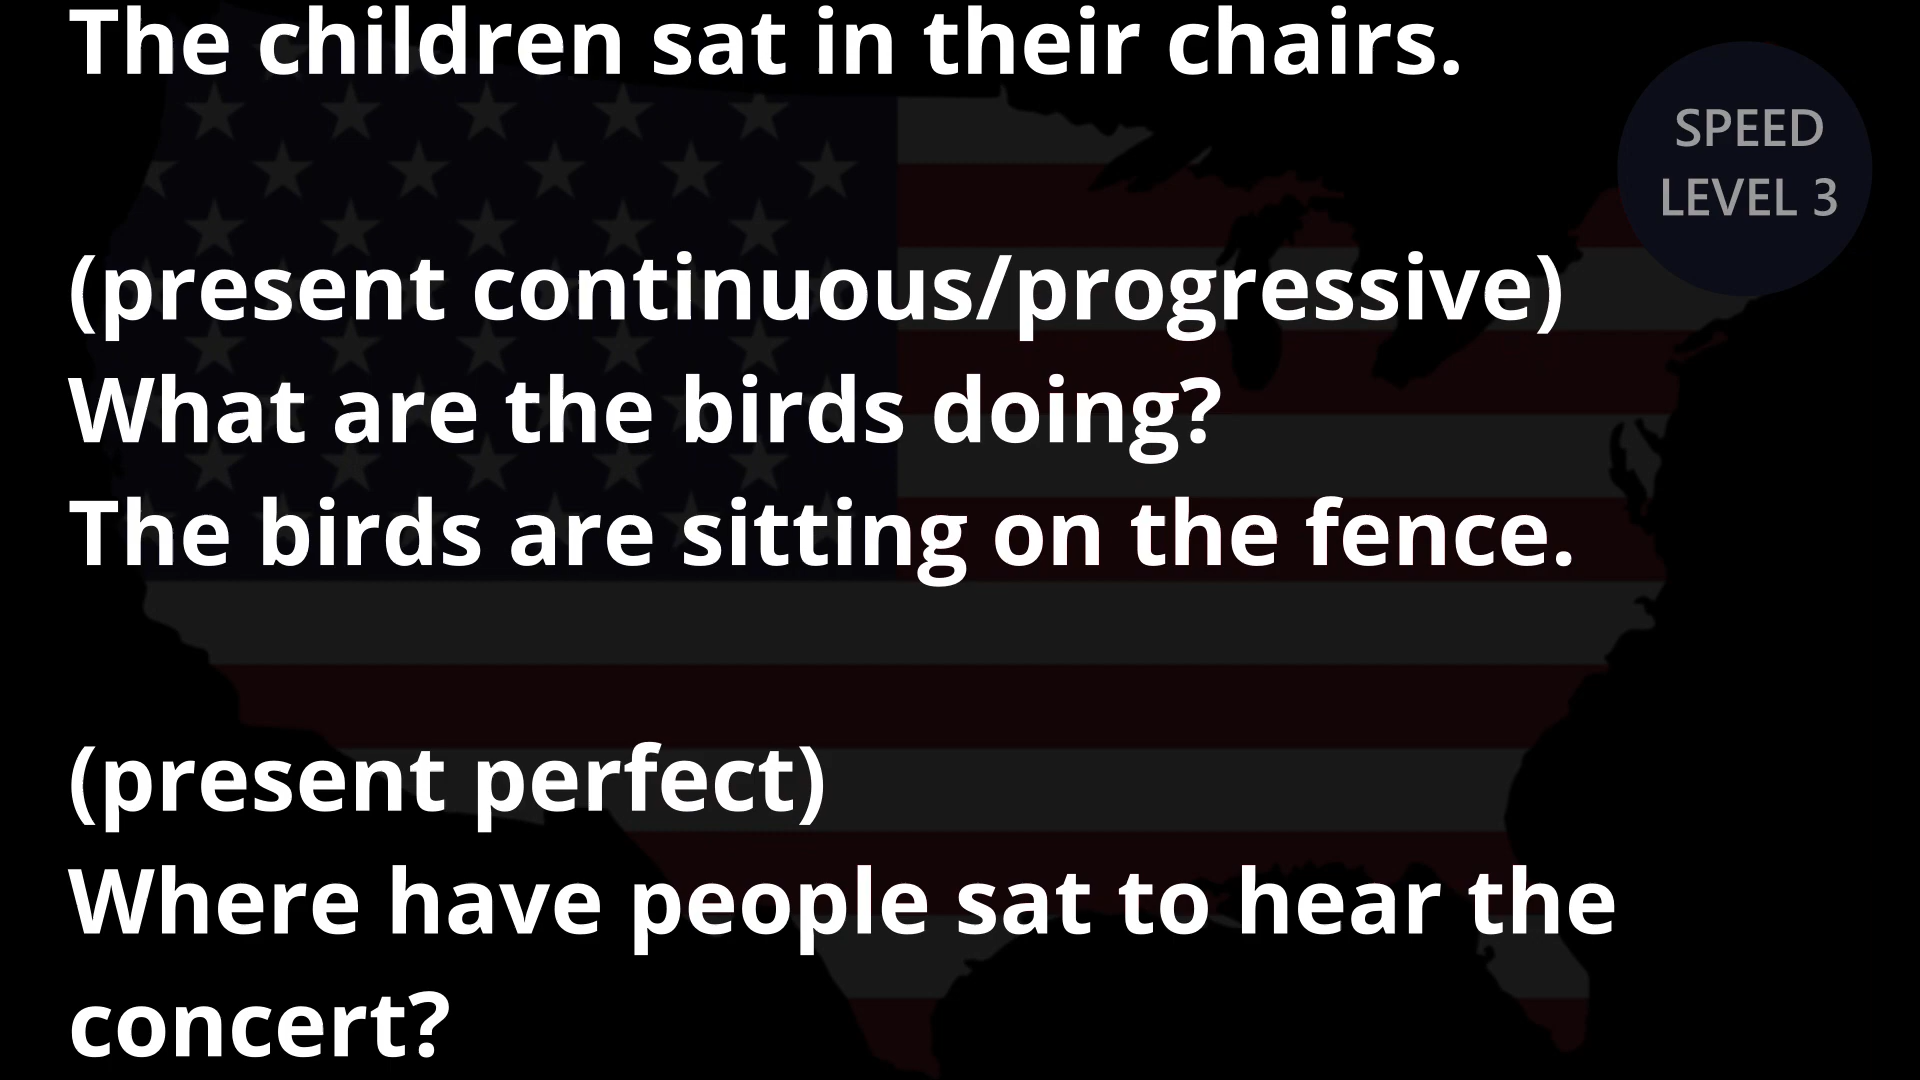 The children sat in their chairs.
SPEED
LEVEL 3
(present continuous/progressive)
What are the birds doing?
The birds are sitting on the fence.
(present perfect)
Where have people sat to hear the
concert?